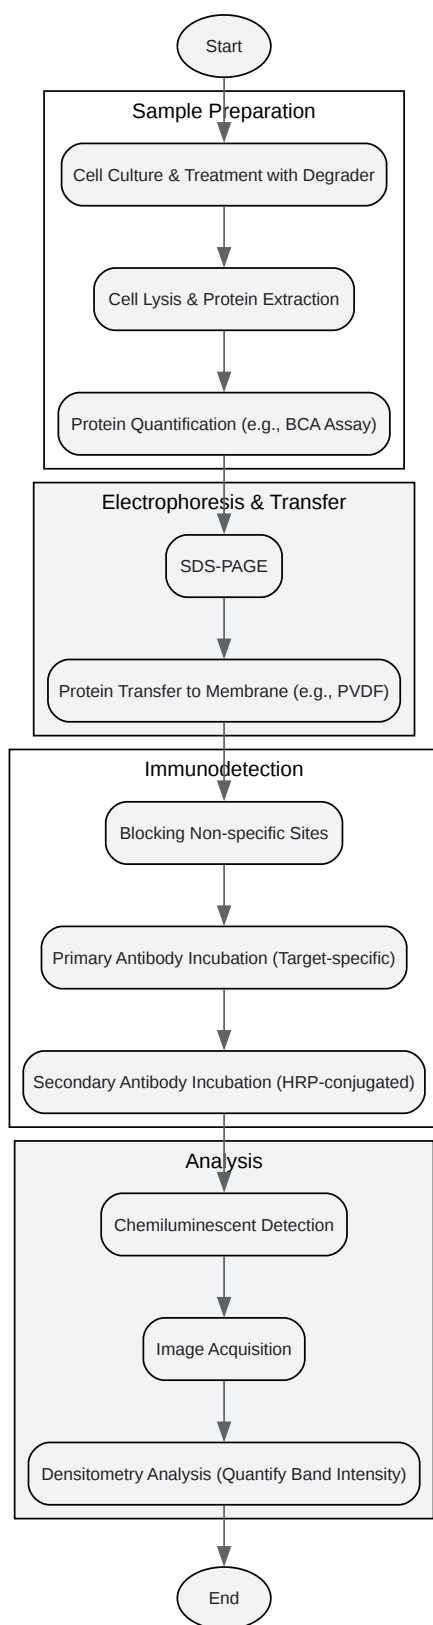 Start
Sample Preparation
Cell Culture & Treatment with Degrader
Cell Lysis & Protein Extraction
Protein Quantification (e.g., BCA Assay)
Electrophoresis & Transfer
SDS-PAGE
Protein Transfer to Membrane (e.g., PVDF)
Immunodetection
Blocking Non-specific Sites
Primary Antibody Incubation (Target-specific)
Secondary Antibody Incubation (HRP-conjugated)
Analysis
Chemiluminescent Detection
Image Acquisition
Densitometry Analysis (Quantify Band Intensity)
End